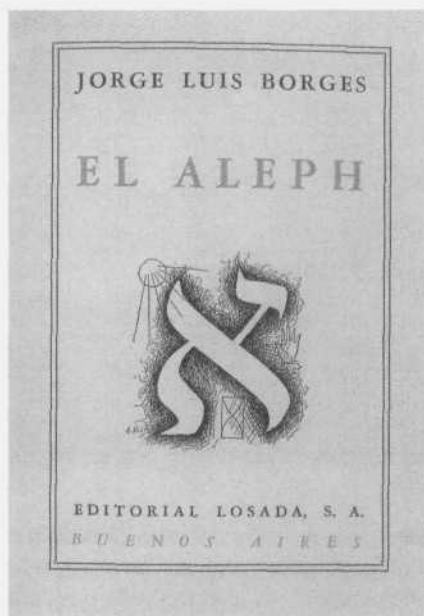 JORGE LUIS BORGES
EL ALEPH
א
EDITORIAL LOSADA, S. A.
BUENOS AIRES